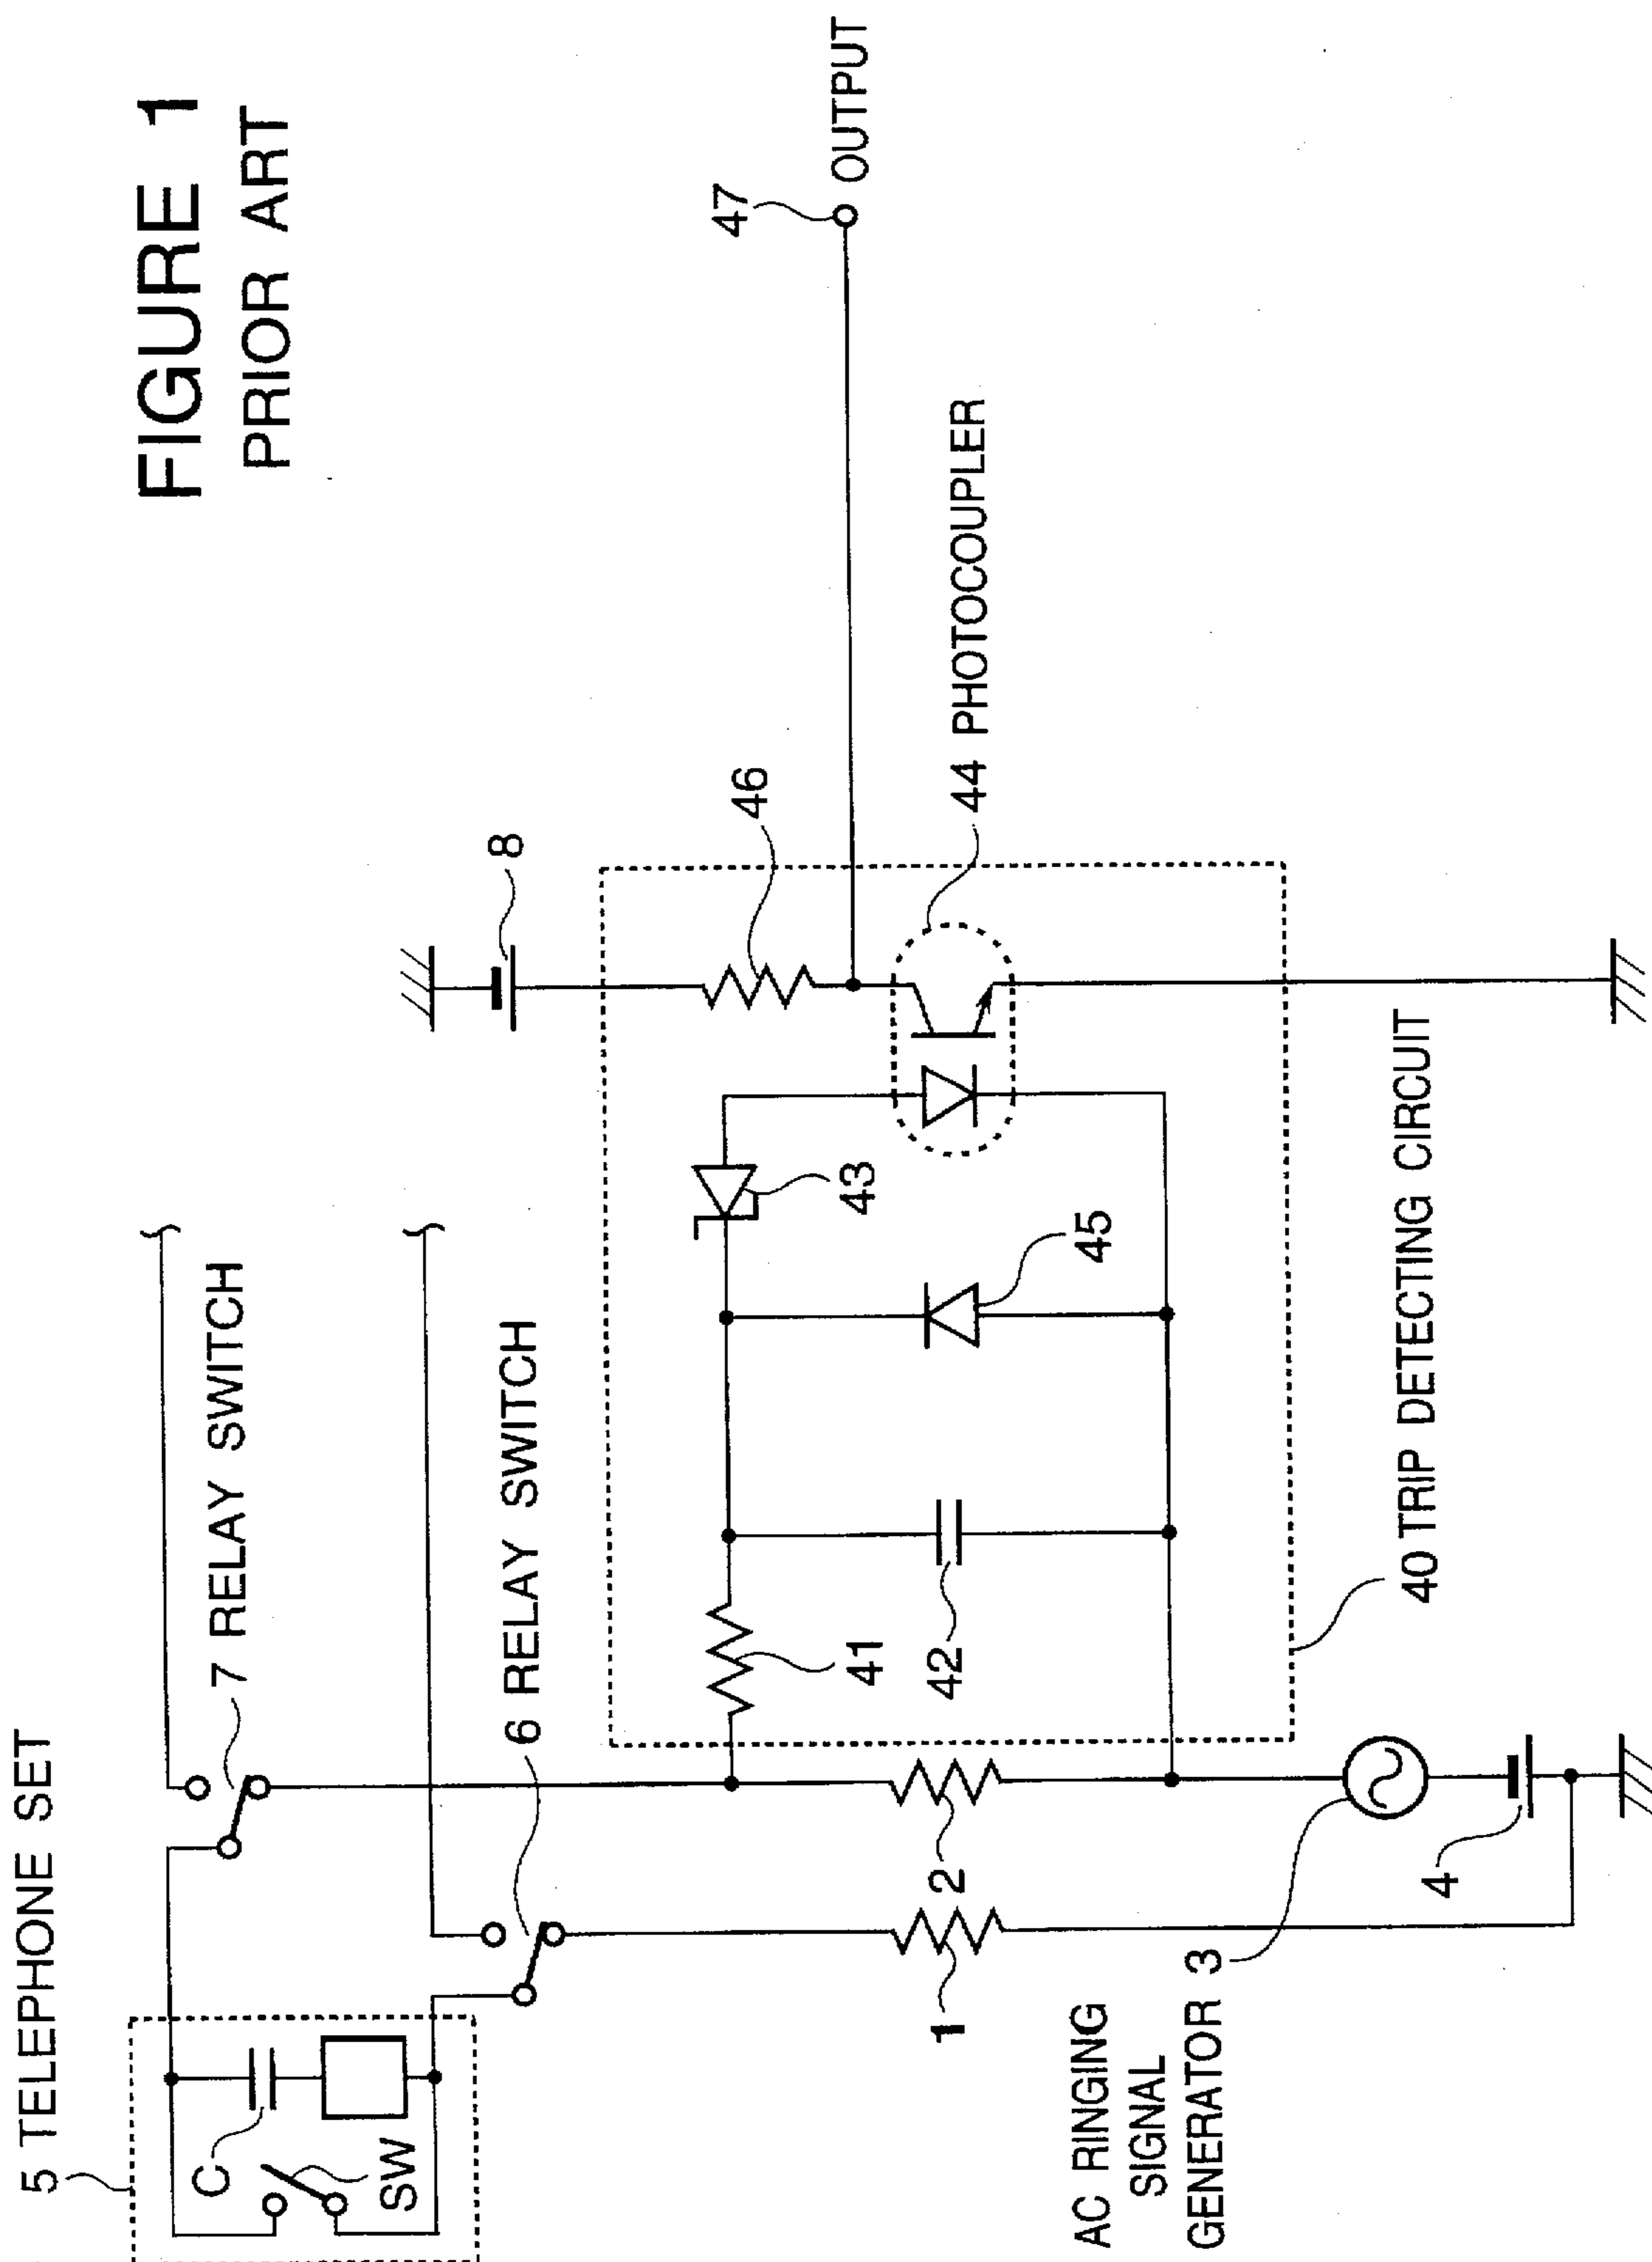 FIGURE 1
PRIOR ART
5 TELEPHONE SET
C
SW
7 RELAY SWITCH
6 RELAY SWITCH
8
46
47
OUTPUT
44 PHOTOCOUPLER
43
45
41
42
40 TRIP DETECTING CIRCUIT
1
2
AC RINGING
SIGNAL
GENERATOR 3
4